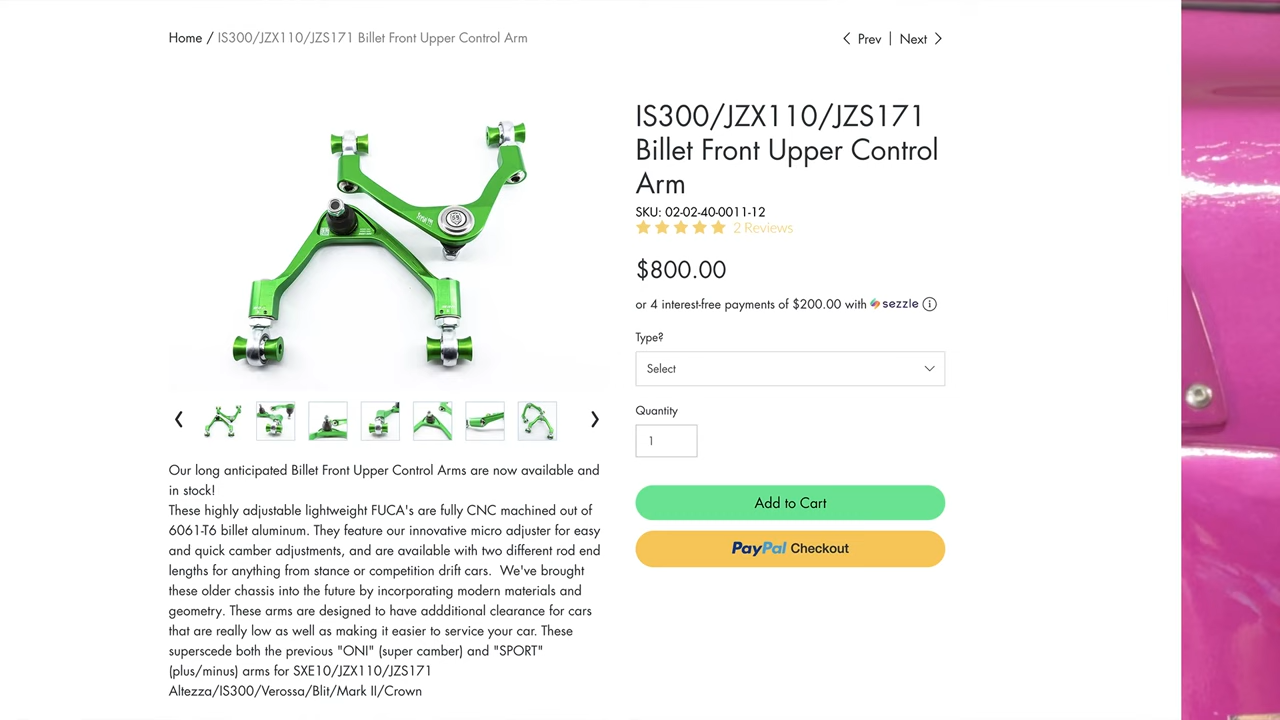 Home / IS300/JZX110/JZS171 Billet Front Upper Control Arm
Prev | Next
IS300/JZX110/JZS171
Billet Front Upper Control
Arm
SKU: 02-02-40-0011-12
2 Reviews
$800.00
or 4 interest-free payments of $200.00 with sezzle
Type?
Select
Quantity
1
Add to Cart
PayPal Checkout
Our long anticipated Billet Front Upper Control Arms are now available and
in stock!
These highly adjustable lightweight FUCA's are fully CNC machined out of
6061-T6 billet aluminum. They feature our innovative micro adjuster for easy
and quick camber adjustments, and are available with two different rod end
lengths for anything from stance or competition drift cars.  We've brought
these older chassis into the future by incorporating modern materials and
geometry. These arms are designed to have addditional clearance for cars
that are really low as well as making it easier to service your car. These
superscede both the previous "ONI" (super camber) and "SPORT"
(plus/minus) arms for SXE10/JZX110/JZS171
Altezza/IS300/Verossa/Blit/Mark II/Crown